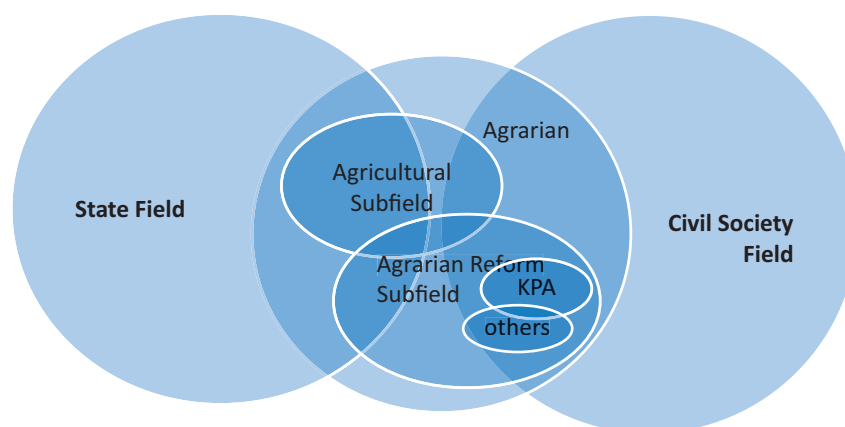 Agrarian
Agricultural
Subfield
State Field
Civil Society
Field
Agrarian Reform
Subfield
KPA
others